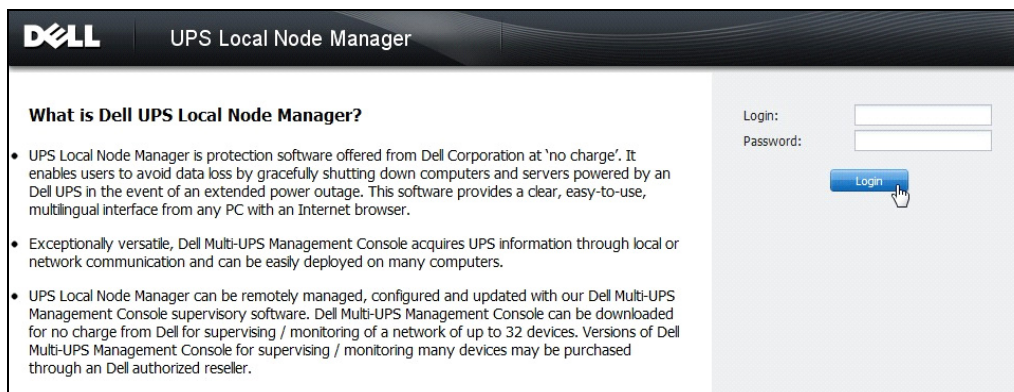 DELL UPS Local Node Manager
What is Dell UPS Local Node Manager?
• UPS Local Node Manager is protection software offered from Dell Corporation at ‘no charge’. It
enables users to avoid data loss by gracefully shutting down computers and servers powered by an
Dell UPS in the event of an extended power outage. This software provides a clear, easy-to-use,
multilingual interface from any PC with an Internet browser.
• Exceptionally versatile, Dell Multi-UPS Management Console acquires UPS information through local or
network communication and can be easily deployed on many computers.
• UPS Local Node Manager can be remotely managed, configured and updated with our Dell Multi-UPS
Management Console supervisory software. Dell Multi-UPS Management Console can be downloaded
for no charge from Dell for supervising / monitoring of a network of up to 32 devices. Versions of Dell
Multi-UPS Management Console for supervising / monitoring many devices may be purchased
through an Dell authorized reseller.
Login:
Password:
Login